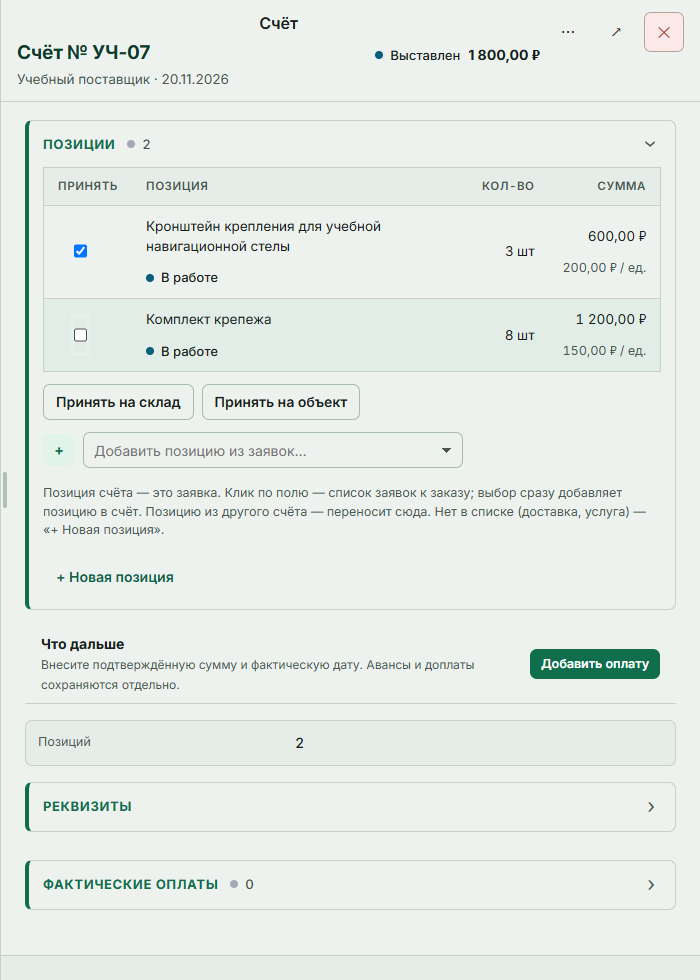 Счёт
...
Счёт № УЧ-07
Выставлен 1 800,00 ₽
Учебный поставщик · 20.11.2026
ПОЗИЦИИ 2
ПРИНЯТЬ ПОЗИЦИЯ КОЛ-ВО СУММА
Кронштейн крепления для учебной
навигационной стелы
В работе
3 шт
600,00 ₽
200,00 ₽ / ед.
Комплект крепежа
В работе
8 шт
1 200,00 ₽
150,00 ₽ / ед.
Принять на склад Принять на объект
+ Добавить позицию из заявок...
Позиция счёта — это заявка. Клик по полю — список заявок к заказу; выбор сразу добавляет
позицию в счёт. Позицию из другого счёта — переносит сюда. Нет в списке (доставка, услуга) —
«+ Новая позиция».
+ Новая позиция
Что дальше
Внесите подтверждённую сумму и фактическую дату. Авансы и доплаты
сохраняются отдельно.
Добавить оплату
Позиций 2
РЕКВИЗИТЫ
ФАКТИЧЕСКИЕ ОПЛАТЫ 0